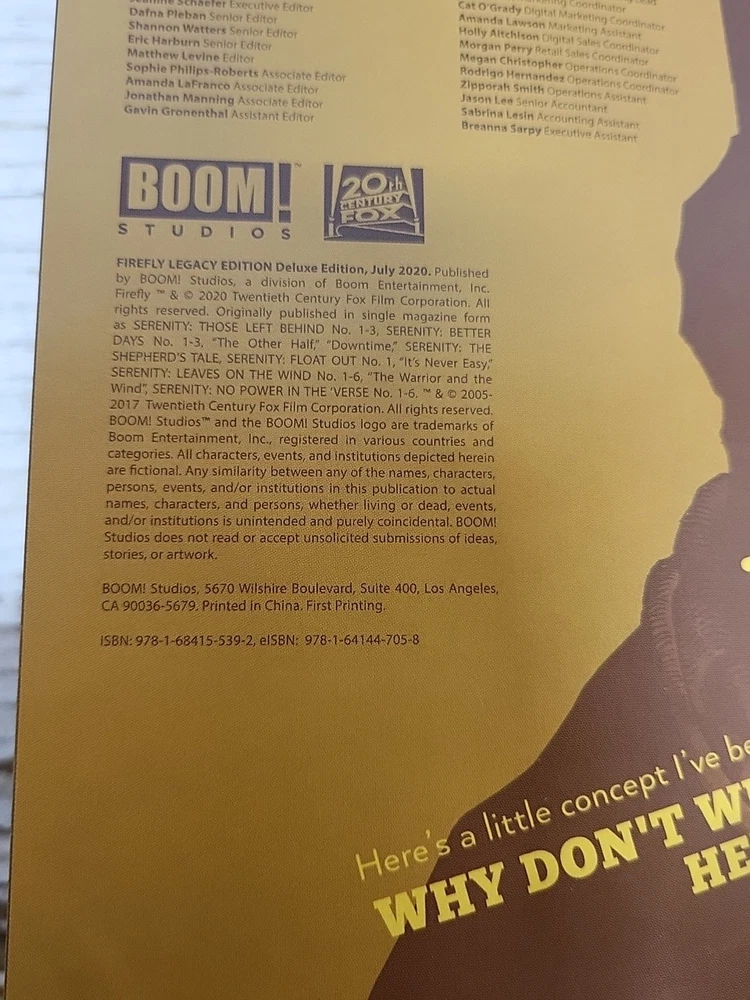 Jeanne Schaefer Executive Editor
Dafna Pleban Senior Editor
Shannon Watters Senior Editor
Eric Harburn Senior Editor
Matthew Levine Editor
Sophie Philips-Roberts Associate Editor
Amanda LaFranco Associate Editor
Jonathan Manning Associate Editor
Gavin Gronenthal Assistant Editor
Coordinator
Cat O'Grady Digital Marketing Coordinator
Amanda Lawson Marketing Assistant
Holly Aitchison Digital Sales Coordinator
Morgan Perry Retail Sales Coordinator
Megan Christopher Operations Coordinator
Rodrigo Hernandez Operations Coordinator
Zipporah Smith Operations Assistant
Jason Lee Senior Accountant
Sabrina Lesin Accounting Assistant
Breanna Sarpy Executive Assistant
BOOM!™
STUDIOS
20th
CENTURY
FOX
FIREFLY LEGACY EDITION Deluxe Edition, July 2020. Published
by BOOM! Studios, a division of Boom Entertainment, Inc.
Firefly ™ & © 2020 Twentieth Century Fox Film Corporation. All
rights reserved. Originally published in single magazine form
as SERENITY: THOSE LEFT BEHIND No. 1-3, SERENITY: BETTER
DAYS No. 1-3, "The Other Half," "Downtime," SERENITY: THE
SHEPHERD'S TALE, SERENITY: FLOAT OUT No. 1, "It's Never Easy,"
SERENITY: LEAVES ON THE WIND No. 1-6, "The Warrior and the
Wind", SERENITY: NO POWER IN THE 'VERSE No. 1-6. ™ & © 2005-
2017 Twentieth Century Fox Film Corporation. All rights reserved.
BOOM! Studios™ and the BOOM! Studios logo are trademarks of
Boom Entertainment, Inc., registered in various countries and
categories. All characters, events, and institutions depicted herein
are fictional. Any similarity between any of the names, characters,
persons, events, and/or institutions in this publication to actual
names, characters, and persons, whether living or dead, events,
and/or institutions is unintended and purely coincidental. BOOM!
Studios does not read or accept unsolicited submissions of ideas,
stories, or artwork.
BOOM! Studios, 5670 Wilshire Boulevard, Suite 400, Los Angeles,
CA 90036-5679. Printed in China. First Printing.
ISBN: 978-1-68415-539-2, eISBN: 978-1-64144-705-8
Here's a little concept I've be
WHY DON'T W
HE